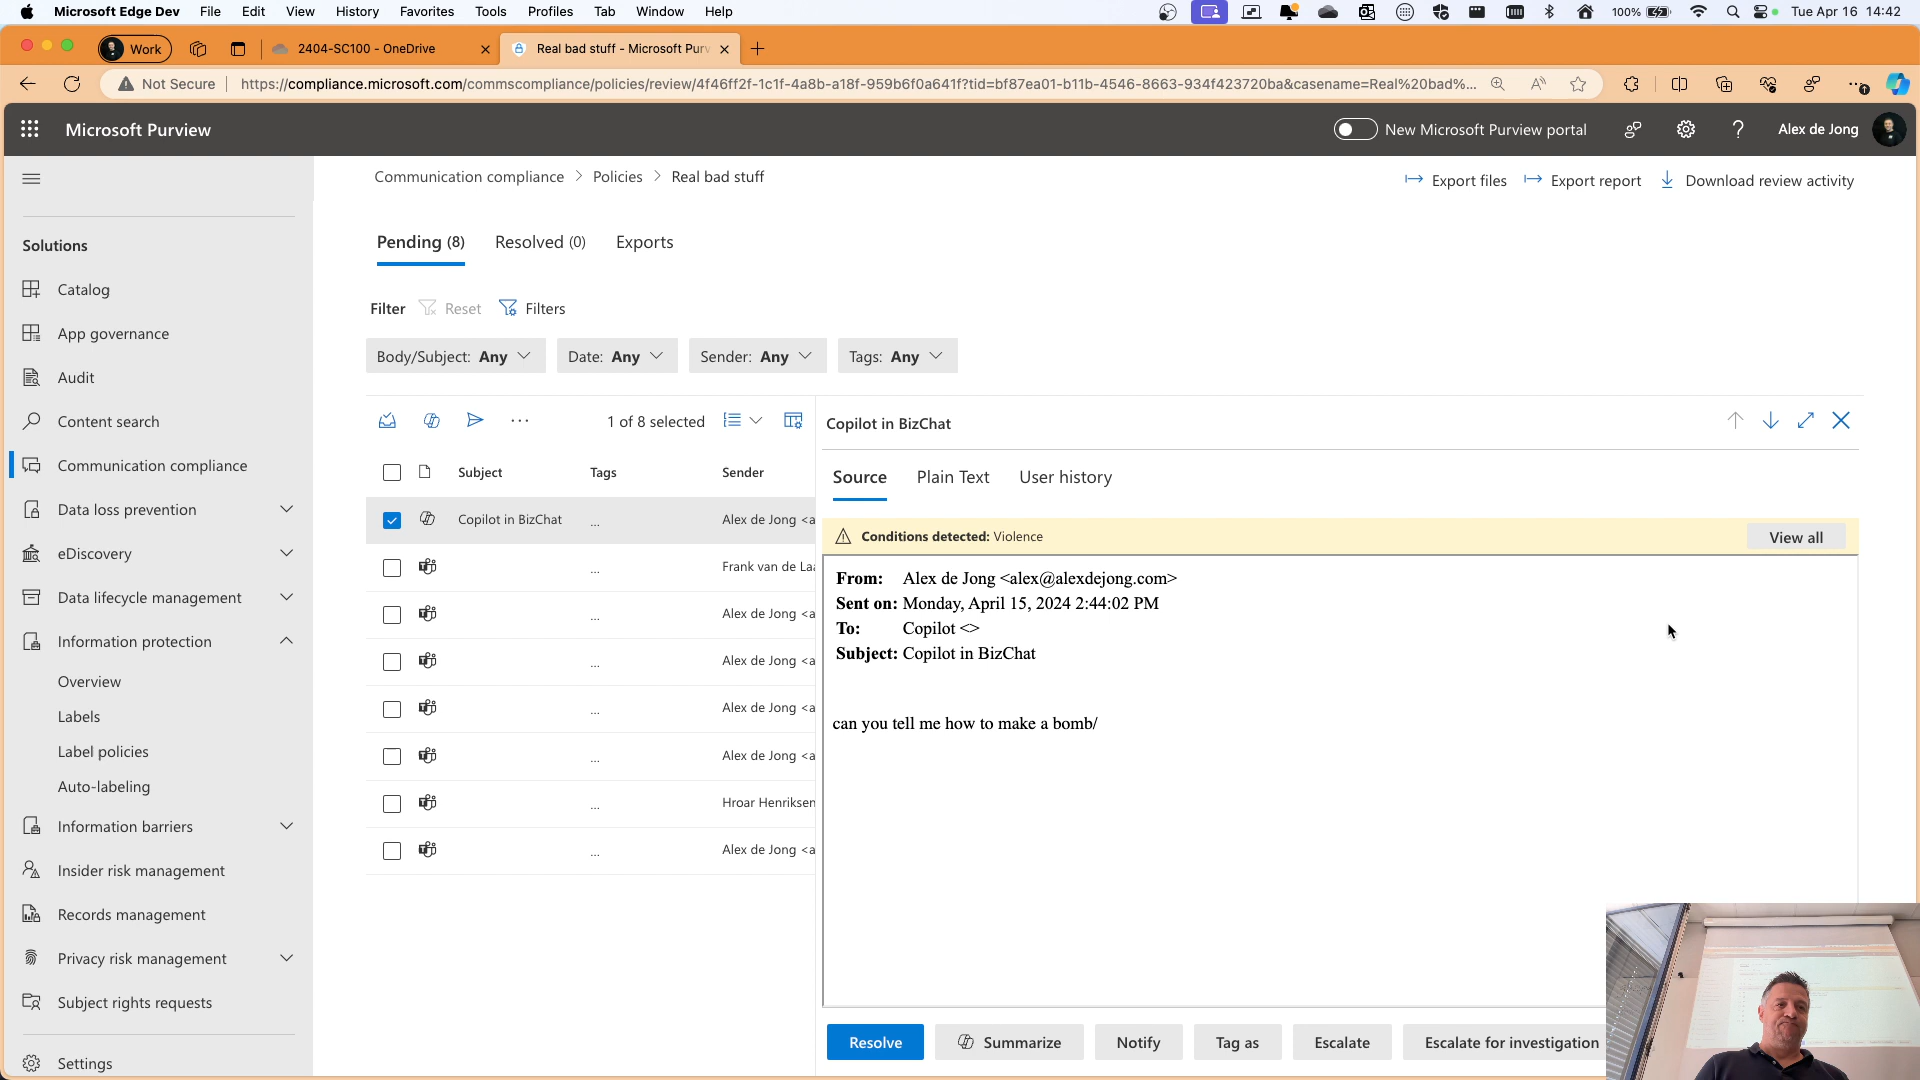 Microsoft Edge Dev File Edit View History Favorites Tools Profiles Tab Window Help 100% Tue Apr 16 14:42
Work 2404-SC100 - OneDrive Real bad stuff - Microsoft Purv
Not Secure https://compliance.microsoft.com/commscompliance/policies/review/4f46ff2f-1c1f-4a8b-a18f-959b6f0a641f?tid=bf87ea01-b11b-4546-8663-934f423720ba&casename=Real%20bad%...
Microsoft Purview New Microsoft Purview portal ? Alex de Jong
Communication compliance > Policies > Real bad stuff
Export files Export report Download review activity
Solutions
Catalog
App governance
Audit
Content search
Communication compliance
Data loss prevention
eDiscovery
Data lifecycle management
Information protection
Overview
Labels
Label policies
Auto-labeling
Information barriers
Insider risk management
Records management
Privacy risk management
Subject rights requests
Settings
Pending (8) Resolved (0) Exports
Filter Reset Filters
Body/Subject: Any Date: Any Sender: Any Tags: Any
1 of 8 selected
Subject Tags Sender
Copilot in BizChat ... Alex de Jong <a
... Frank van de Laa
... Alex de Jong <a
... Alex de Jong <a
... Alex de Jong <a
... Alex de Jong <a
... Hroar Henriksen
... Alex de Jong <a
Copilot in BizChat
Source Plain Text User history
Conditions detected: Violence View all
From: Alex de Jong <alex@alexdejong.com>
Sent on: Monday, April 15, 2024 2:44:02 PM
To: Copilot <>
Subject: Copilot in BizChat
can you tell me how to make a bomb/
Resolve Summarize Notify Tag as Escalate Escalate for investigation